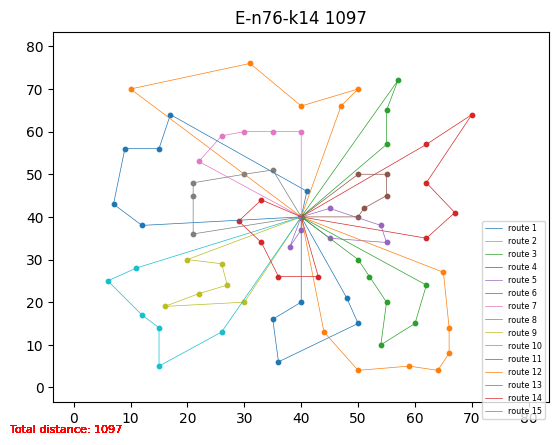 E-n76-k14 1097
80
70
60
50
40
30
20
10
0
route 1
route 2
route 3
route 4
route 5
route 6
route 7
route 8
route 9
route 10
route 11
route 12
route 13
route 14
route 15
0 10 20 30 40 50 60 70 80
Total distance: 1097